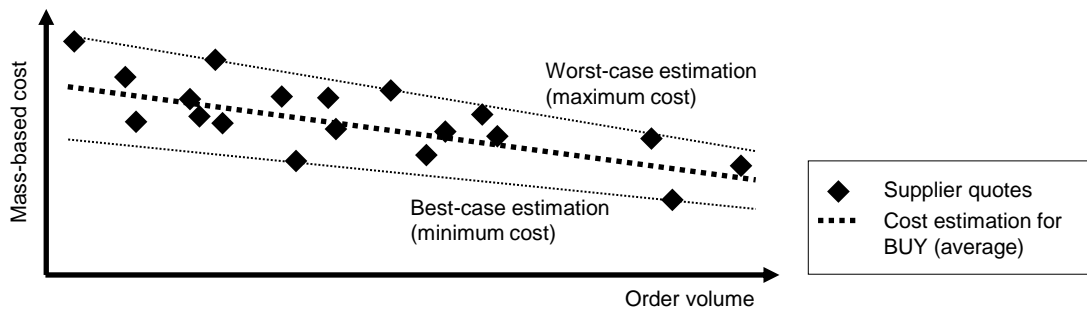 Mass-based cost
Worst-case estimation
(maximum cost)
Best-case estimation
(minimum cost)
Order volume
Supplier quotes
Cost estimation for
BUY (average)